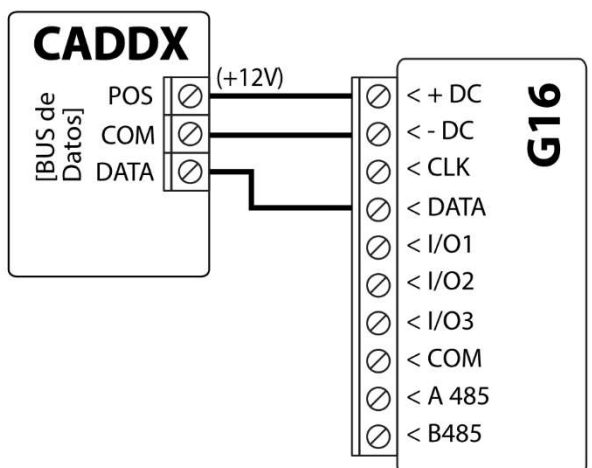 CADDX
[BUS de
Datos]
POS
COM
DATA
(+12V)
G16
< + DC
< - DC
< CLK
< DATA
< I/O1
< I/O2
< I/O3
< COM
< A 485
< B485